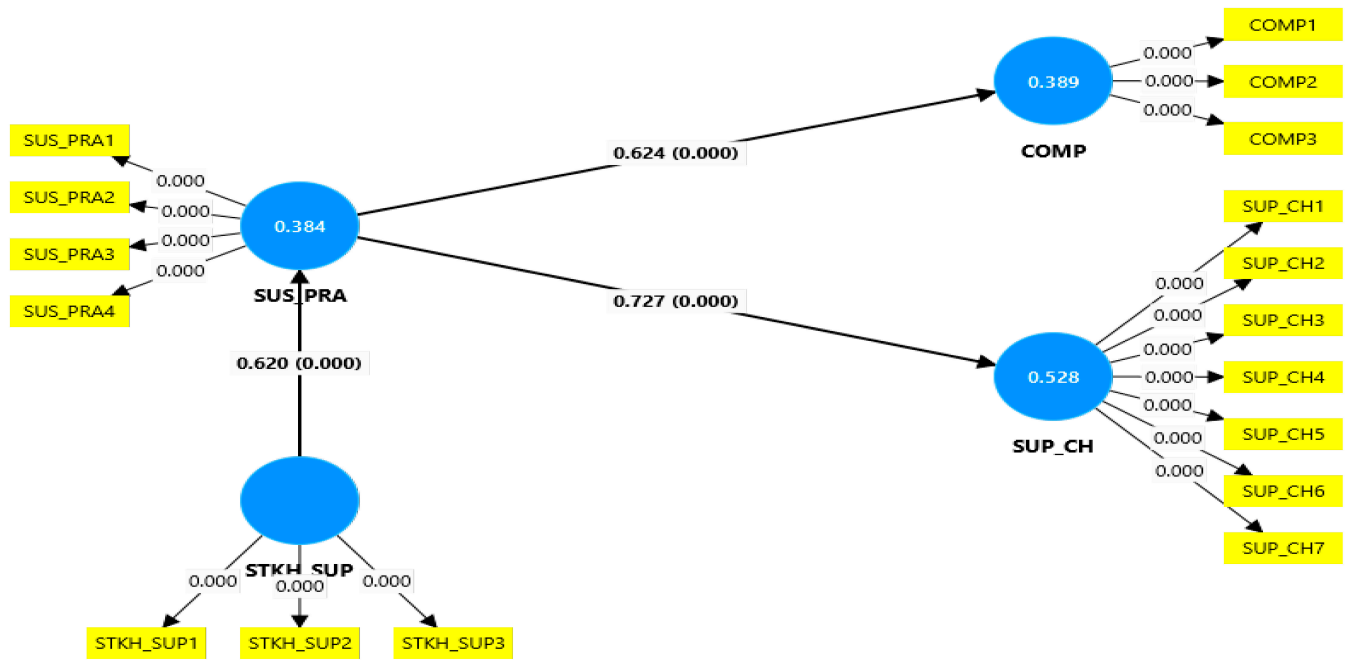 COMP1
0.000
0.389
0.000
COMP2
0.000
COMP3
COMP
SUS_PRA1
0.000
SUS_PRA2
0.000
0.384
SUS_PRA3
0.000
SUS_PRA4
0.000
SUS_PRA
0.624 (0.000)
0.727 (0.000)
0.620 (0.000)
SUP_CH1
0.000
SUP_CH2
0.000
SUP_CH3
0.000
0.528
0.000
SUP_CH4
0.000
SUP_CH5
SUP_CH
0.000
SUP_CH6
0.000
SUP_CH7
STKH_SUP
0.000
0.000
0.000
STKH_SUP1
STKH_SUP2
STKH_SUP3